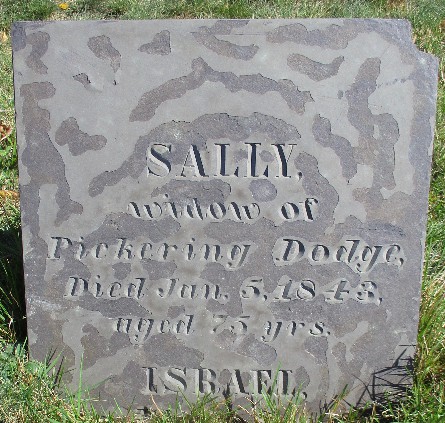 SALLY,
widow of
Pickering Dodge,
Died Jan. 5, 1843,
aged 75 yrs.
ISRAEL,